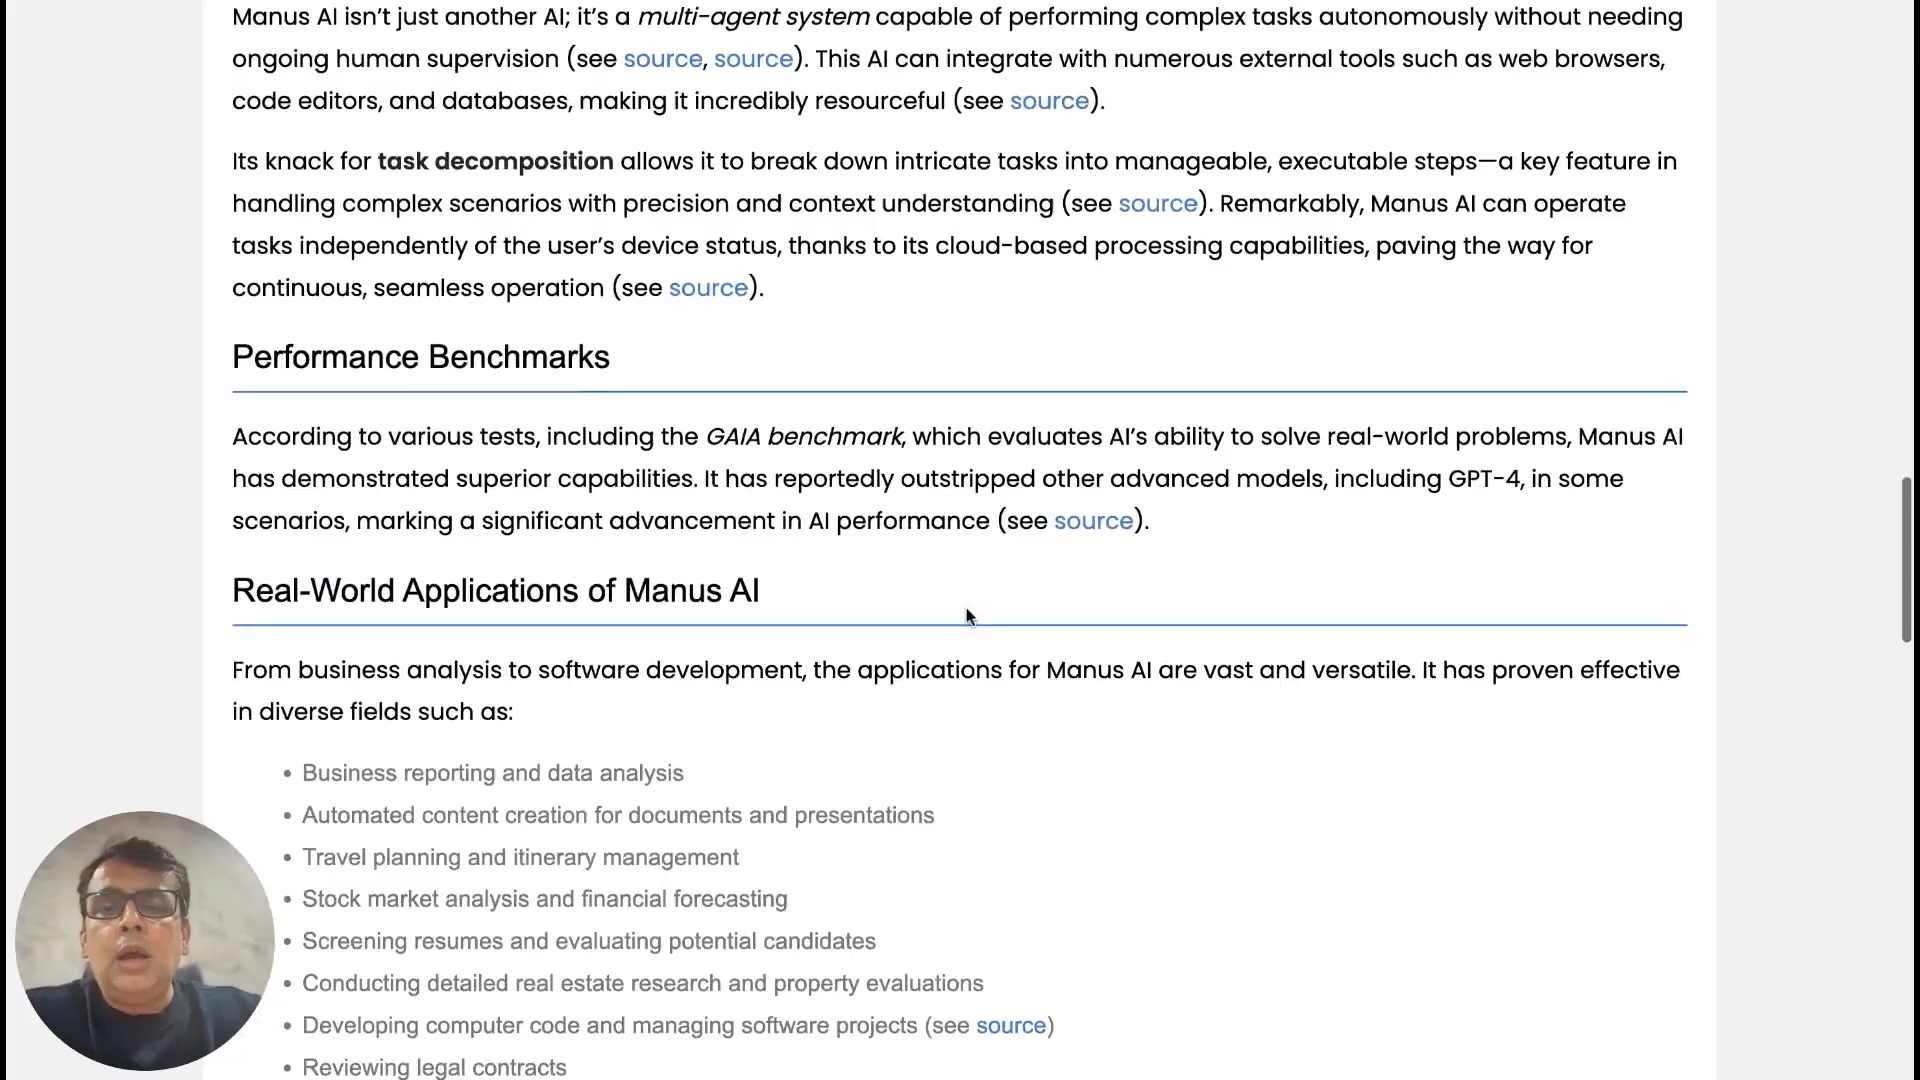 Manus AI isn't just another AI; it's a multi-agent system capable of performing complex tasks autonomously without needing
ongoing human supervision (see source, source). This AI can integrate with numerous external tools such as web browsers,
code editors, and databases, making it incredibly resourceful (see source).
Its knack for task decomposition allows it to break down intricate tasks into manageable, executable steps—a key feature in
handling complex scenarios with precision and context understanding (see source). Remarkably, Manus AI can operate
tasks independently of the user's device status, thanks to its cloud-based processing capabilities, paving the way for
continuous, seamless operation (see source).
Performance Benchmarks
According to various tests, including the GAIA benchmark, which evaluates AI's ability to solve real-world problems, Manus AI
has demonstrated superior capabilities. It has reportedly outstripped other advanced models, including GPT-4, in some
scenarios, marking a significant advancement in AI performance (see source).
Real-World Applications of Manus AI
From business analysis to software development, the applications for Manus AI are vast and versatile. It has proven effective
in diverse fields such as:
• Business reporting and data analysis
• Automated content creation for documents and presentations
• Travel planning and itinerary management
• Stock market analysis and financial forecasting
• Screening resumes and evaluating potential candidates
• Conducting detailed real estate research and property evaluations
• Developing computer code and managing software projects (see source)
• Reviewing legal contracts